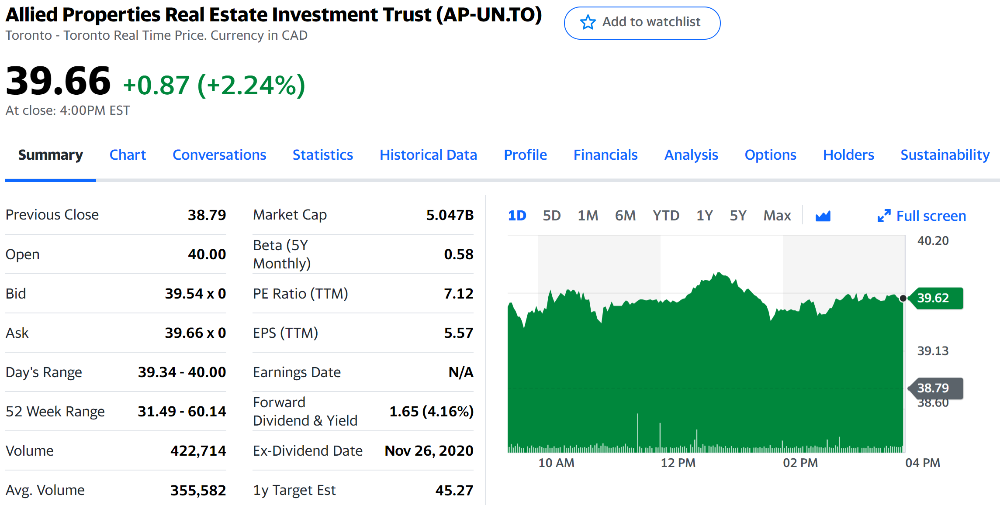 Allied Properties Real Estate Investment Trust (AP-UN.TO)
Add to watchlist
Toronto - Toronto Real Time Price. Currency in CAD
39.66 +0.87 (+2.24%)
At close: 4:00PM EST
Summary Chart Conversations Statistics Historical Data Profile Financials Analysis Options Holders Sustainability
Previous Close 38.79
Open 40.00
Bid 39.54 x 0
Ask 39.66 x 0
Day's Range 39.34 - 40.00
52 Week Range 31.49 - 60.14
Volume 422,714
Avg. Volume 355,582
Market Cap 5.047B
Beta (5Y
Monthly) 0.58
PE Ratio (TTM) 7.12
EPS (TTM) 5.57
Earnings Date N/A
Forward
Dividend & Yield 1.65 (4.16%)
Ex-Dividend Date Nov 26, 2020
1y Target Est 45.27
1D 5D 1M 6M YTD 1Y 5Y Max Full screen
40.20
39.62
39.13
38.79
38.60
10 AM 12 PM 02 PM 04 PM